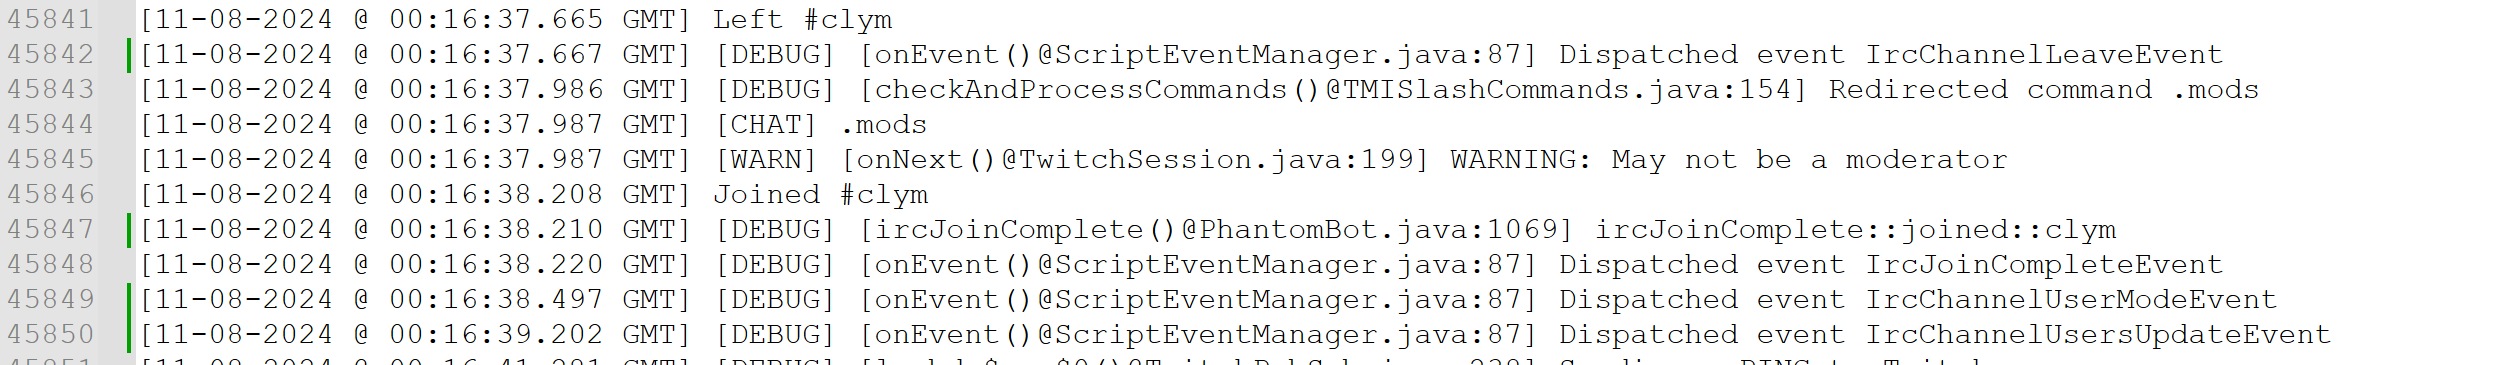 45841 [11-08-2024 @ 00:16:37.665 GMT] Left #clym
45842 [11-08-2024 @ 00:16:37.667 GMT] [DEBUG] [onEvent()@ScriptEventManager.java:87] Dispatched event IrcChannelLeaveEvent
45843 [11-08-2024 @ 00:16:37.986 GMT] [DEBUG] [checkAndProcessCommands()@TMISlashCommands.java:154] Redirected command .mods
45844 [11-08-2024 @ 00:16:37.987 GMT] [CHAT] .mods
45845 [11-08-2024 @ 00:16:37.987 GMT] [WARN] [onNext()@TwitchSession.java:199] WARNING: May not be a moderator
45846 [11-08-2024 @ 00:16:38.208 GMT] Joined #clym
45847 [11-08-2024 @ 00:16:38.210 GMT] [DEBUG] [ircJoinComplete()@PhantomBot.java:1069] ircJoinComplete::joined::clym
45848 [11-08-2024 @ 00:16:38.220 GMT] [DEBUG] [onEvent()@ScriptEventManager.java:87] Dispatched event IrcJoinCompleteEvent
45849 [11-08-2024 @ 00:16:38.497 GMT] [DEBUG] [onEvent()@ScriptEventManager.java:87] Dispatched event IrcChannelUserModeEvent
45850 [11-08-2024 @ 00:16:39.202 GMT] [DEBUG] [onEvent()@ScriptEventManager.java:87] Dispatched event IrcChannelUsersUpdateEvent